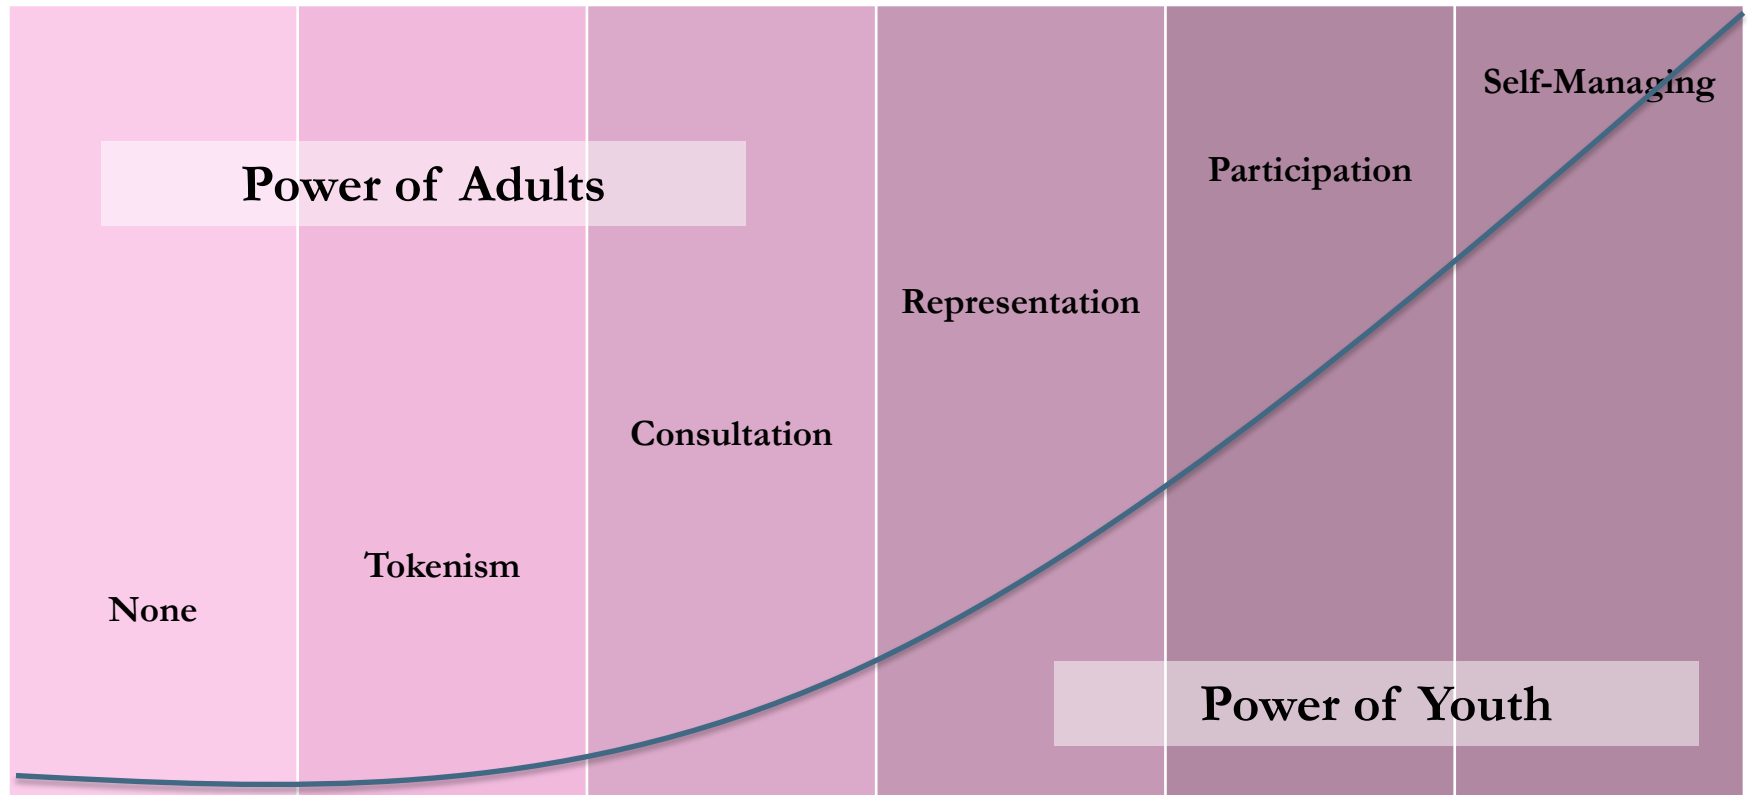 Power of Adults
None
Tokenism
Consultation
Representation
Participation
Self-Managing
Power of Youth